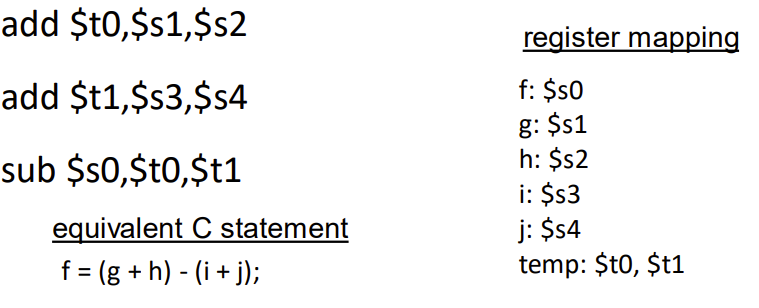 add $t0,$s1,$s2
add $t1,$s3,$s4
sub $s0,$t0,$t1
equivalent C statement
f = (g + h) - (i + j);
register mapping
f: $s0
g: $s1
h: $s2
i: $s3
j: $s4
temp: $t0, $t1